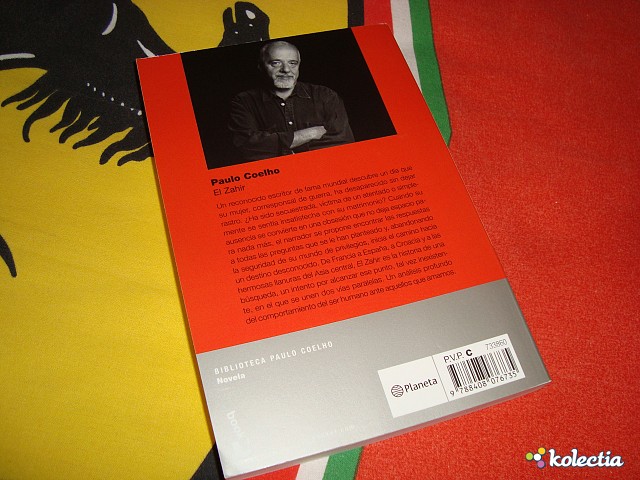 Paulo Coelho
El Zahir
Un reconocido escritor de fama mundial descubre un día que
su mujer, corresponsal de guerra, ha desaparecido sin dejar
rastro. ¿Ha sido secuestrada, víctima de un atentado o simple-
mente se sentía insatisfecha con su matrimonio? Cuando su
ausencia se convierte en una obsesión que no deja espacio pa-
ra nada más, el narrador se propone encontrar las respuestas
a todas las preguntas que se le han planteado y, abandonando
la seguridad de su mundo de privilegios, inicia el camino hacia
un destino desconocido. De Francia a España, a Croacia y a las
hermosas llanuras del Asia central, El Zahir es la historia de una
búsqueda, un intento por alcanzar ese punto, tal vez inexisten-
te, en el que se unen dos vías paralelas. Un análisis profundo
del comportamiento del ser humano ante aquellos que amamos.
BIBLIOTECA PAULO COELHO
Novela
Planeta
P.V.P. C
733860
9 788408 076735
kolectia